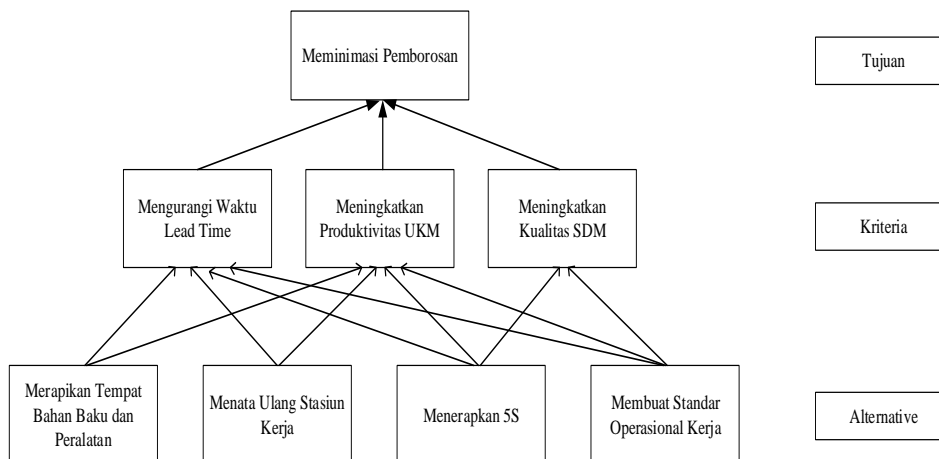 Meminimasi Pemborosan
Tujuan
Mengurangi Waktu
Lead Time
Meningkatkan
Produktivitas UKM
Meningkatkan
Kualitas SDM
Kriteria
Merapikan Tempat
Bahan Baku dan
Peralatan
Menata Ulang Stasiun
Kerja
Menerapkan 5S
Membuat Standar
Operasional Kerja
Alternative